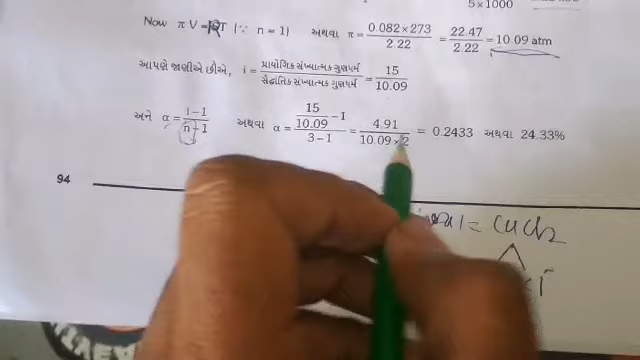 5×1000
Now π V = RT (∵ n = 1) અથવા π = 0.082×273 / 2.22 = 22.47 / 2.22 = 10.09 atm
આપણે જાણીએ છીએ, i = પ્રાયોગિક સંખ્યાત્મક ગુણધર્મ / સૈદ્ધાંતિક સંખ્યાત્મક ગુણધર્મ = 15 / 10.09
અને α = i−1 / n−1 અથવા α = 15/10.09 −1 / 3−1 = 4.91 / 10.09×2 = 0.2433 અથવા 24.33%
94
= CuCl2